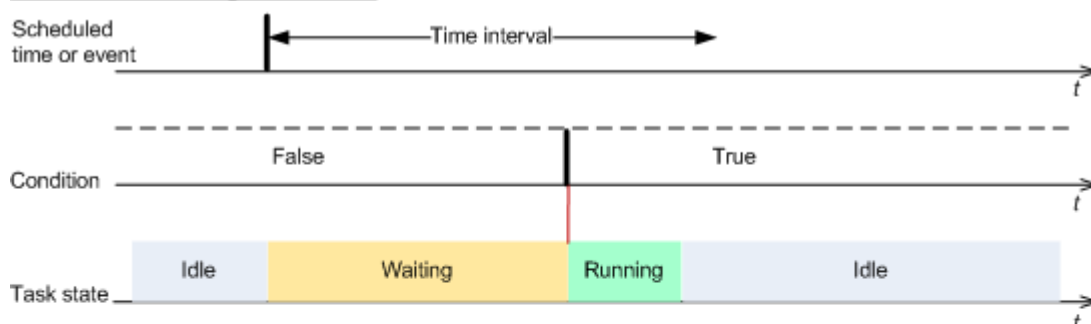 Scheduled
time or event
Time interval
t
False
True
Condition
t
Idle
Waiting
Running
Idle
Task state
t